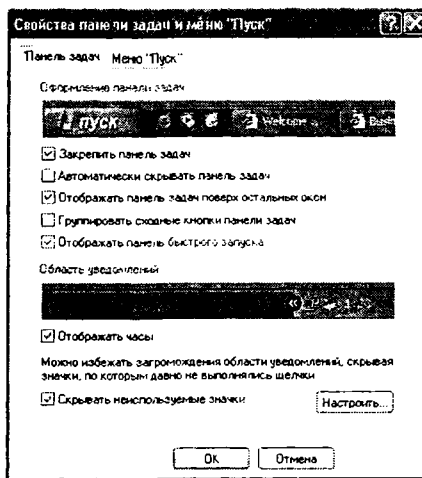 Свойства панели задач и меню "Пуск"
Панель задач Меню "Пуск"
Оформление панели задач
пуск Welcome ...
Закрепить панель задач
Автоматически скрывать панель задач
Отображать панель задач поверх остальных окон
Группировать сходные кнопки панели задач
Отображать панель быстрого запуска
Область уведомлений
Отображать часы
Можно избежать загромождения области уведомлений, скрывая
значки, по которым давно не выполнялись щелчки
Скрывать неиспользуемые значки
Настроить...
ОК Отмена